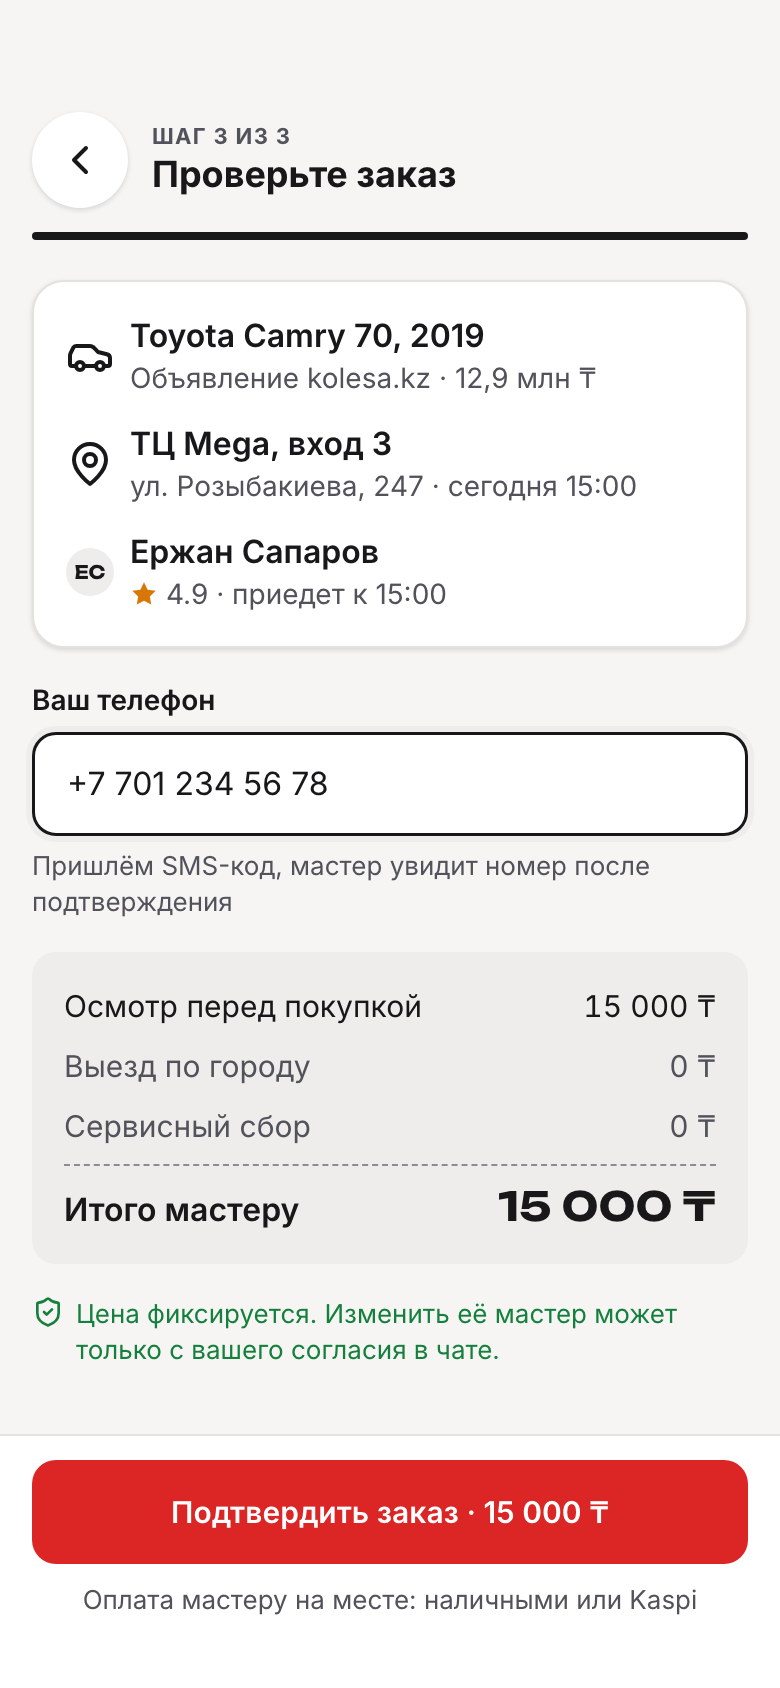 ШАГ 3 ИЗ 3
Проверьте заказ
Toyota Camry 70, 2019
Объявление kolesa.kz · 12,9 млн ₸
ТЦ Mega, вход 3
ул. Розыбакиева, 247 · сегодня 15:00
ЕС
Ержан Сапаров
4.9 · приедет к 15:00
Ваш телефон
+7 701 234 56 78
Пришлём SMS-код, мастер увидит номер после
подтверждения
Осмотр перед покупкой 15 000 ₸
Выезд по городу 0 ₸
Сервисный сбор 0 ₸
Итого мастеру 15 000 ₸
Цена фиксируется. Изменить её мастер может
только с вашего согласия в чате.
Подтвердить заказ · 15 000 ₸
Оплата мастеру на месте: наличными или Kaspi